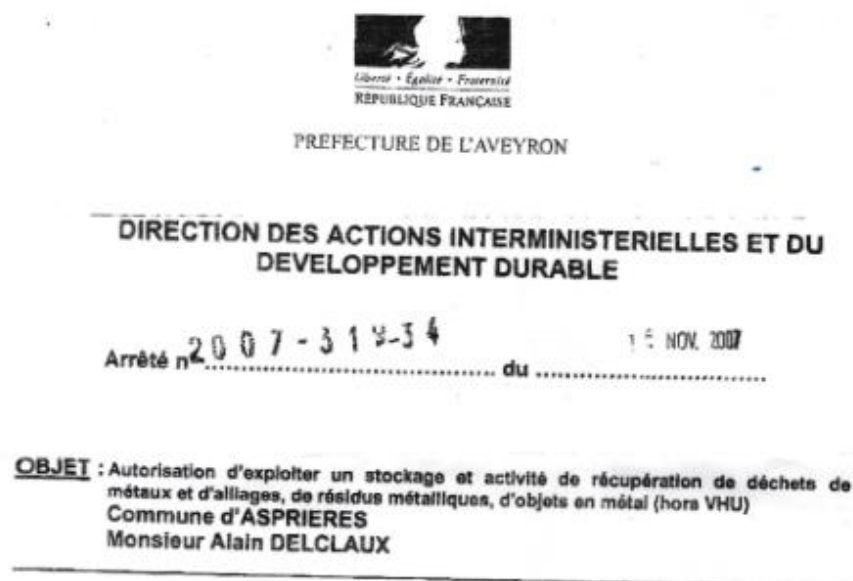 Liberté • Égalité • Fraternité
RÉPUBLIQUE FRANÇAISE
PREFECTURE DE L'AVEYRON
DIRECTION DES ACTIONS INTERMINISTERIELLES ET DU
DEVELOPPEMENT DURABLE
Arrêté n° 2007-319-34 du 15 NOV. 2007
OBJET : Autorisation d'exploiter un stockage et activité de récupération de déchets de
métaux et d'alliages, de résidus métalliques, d'objets en métal (hors VHU)
Commune d'ASPRIERES
Monsieur Alain DELCLAUX